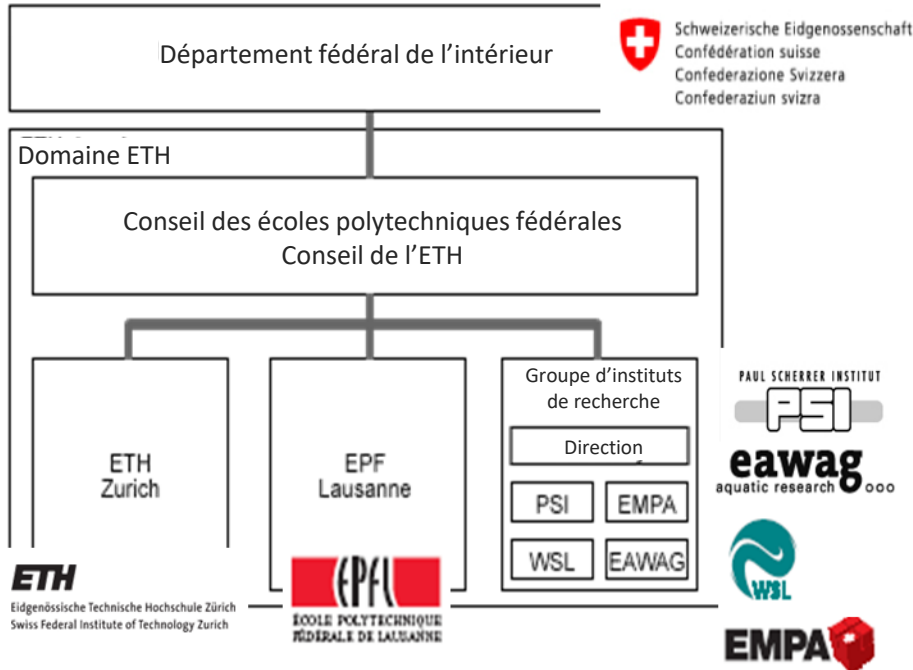 Département fédéral de l’intérieur
Schweizerische Eidgenossenschaft
Confédération suisse
Confederazione Svizzera
Confederaziun svizra
Domaine ETH
Conseil des écoles polytechniques fédérales
Conseil de l’ETH
ETH
Zurich
EPF
Lausanne
Groupe d’instituts
de recherche
Direction
PSI
EMPA
WSL
EAWAG
PAUL SCHERRER INSTITUT
PSI
eawag
aquatic research
WSL
EMPA
ETH
Eidgenössische Technische Hochschule Zürich
Swiss Federal Institute of Technology Zurich
EPFL
ÉCOLE POLYTECHNIQUE
FÉDÉRALE DE LAUSANNE